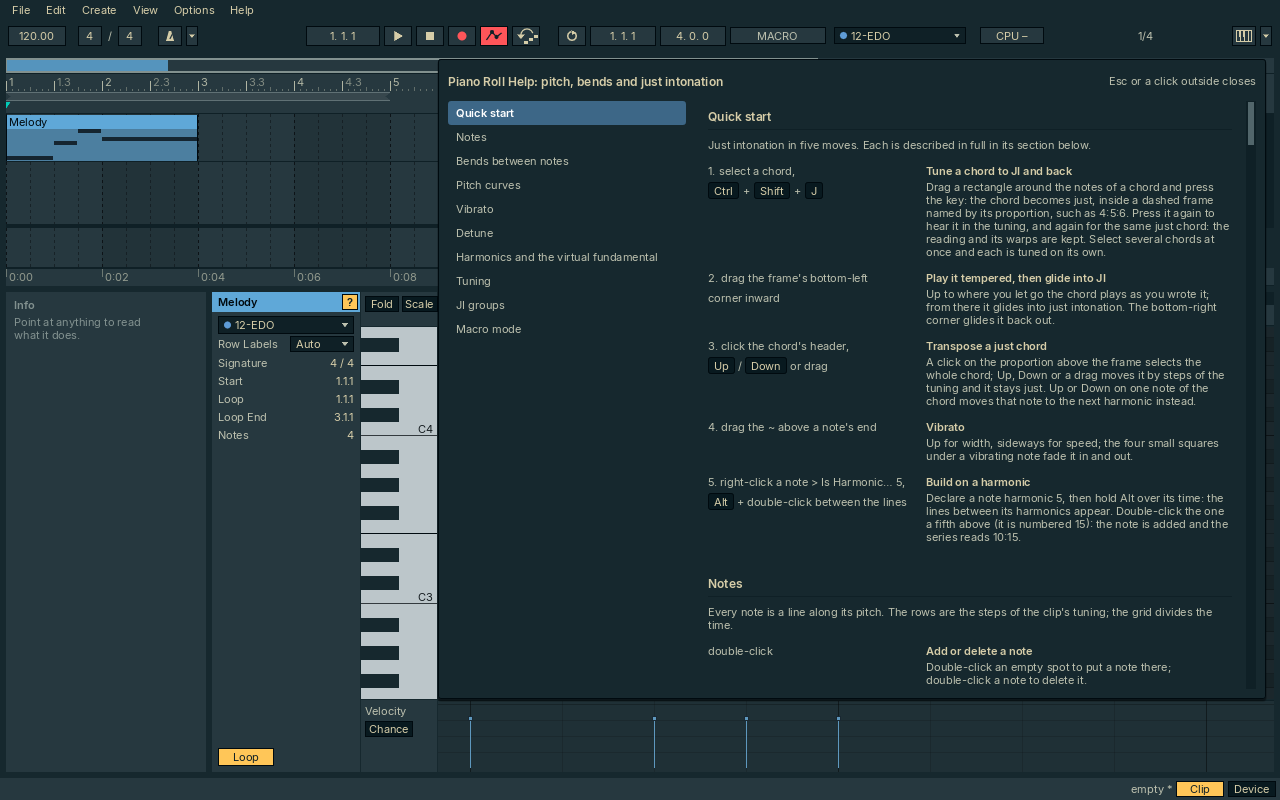 File Edit Create View Options Help
120.00 4 / 4 1. 1. 1 1. 1. 1 4. 0. 0 MACRO 12-EDO CPU – 1/4
1 1.3 2 2.3 3 3.3 4 4.3 5
Melody
0:00 0:02 0:04 0:06 0:08
Info
Point at anything to read
what it does.
Melody ?
12-EDO
Row Labels Auto
Signature 4 / 4
Start 1.1.1
Loop 1.1.1
Loop End 3.1.1
Notes 4
Loop
Fold Scale
C4
C3
Velocity
Chance
Piano Roll Help: pitch, bends and just intonation Esc or a click outside closes
Quick start
Notes
Bends between notes
Pitch curves
Vibrato
Detune
Harmonics and the virtual fundamental
Tuning
JI groups
Macro mode
Quick start
Just intonation in five moves. Each is described in full in its section below.
1. select a chord,
Ctrl + Shift + J
Tune a chord to JI and back
Drag a rectangle around the notes of a chord and press
the key: the chord becomes just, inside a dashed frame
named by its proportion, such as 4:5:6. Press it again to
hear it in the tuning, and again for the same just chord: the
reading and its warps are kept. Select several chords at
once and each is tuned on its own.
2. drag the frame's bottom-left
corner inward
Play it tempered, then glide into JI
Up to where you let go the chord plays as you wrote it;
from there it glides into just intonation. The bottom-right
corner glides it back out.
3. click the chord's header,
Up / Down or drag
Transpose a just chord
A click on the proportion above the frame selects the
whole chord; Up, Down or a drag moves it by steps of the
tuning and it stays just. Up or Down on one note of the
chord moves that note to the next harmonic instead.
4. drag the ~ above a note's end
Vibrato
Up for width, sideways for speed; the four small squares
under a vibrating note fade it in and out.
5. right-click a note > Is Harmonic... 5,
Alt + double-click between the lines
Build on a harmonic
Declare a note harmonic 5, then hold Alt over its time: the
lines between its harmonics appear. Double-click the one
a fifth above (it is numbered 15): the note is added and the
series reads 10:15.
Notes
Every note is a line along its pitch. The rows are the steps of the clip's tuning; the grid divides the
time.
double-click
Add or delete a note
Double-click an empty spot to put a note there;
double-click a note to delete it.
empty * Clip Device